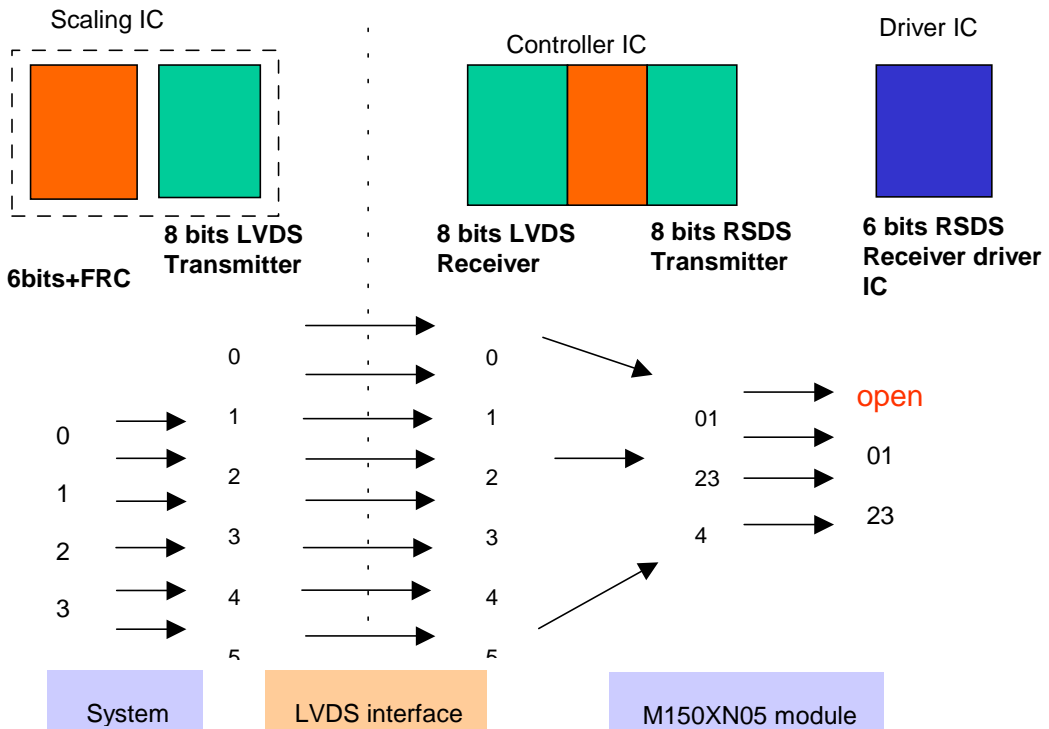 Scaling IC
Controller IC
Driver IC
8 bits LVDS
Transmitter
6bits+FRC
8 bits LVDS
Receiver
8 bits RSDS
Transmitter
6 bits RSDS
Receiver driver
IC
0
1
2
3
0
1
2
3
4
5
0
1
2
3
4
5
01
23
4
open
01
23
System
LVDS interface
M150XN05 module